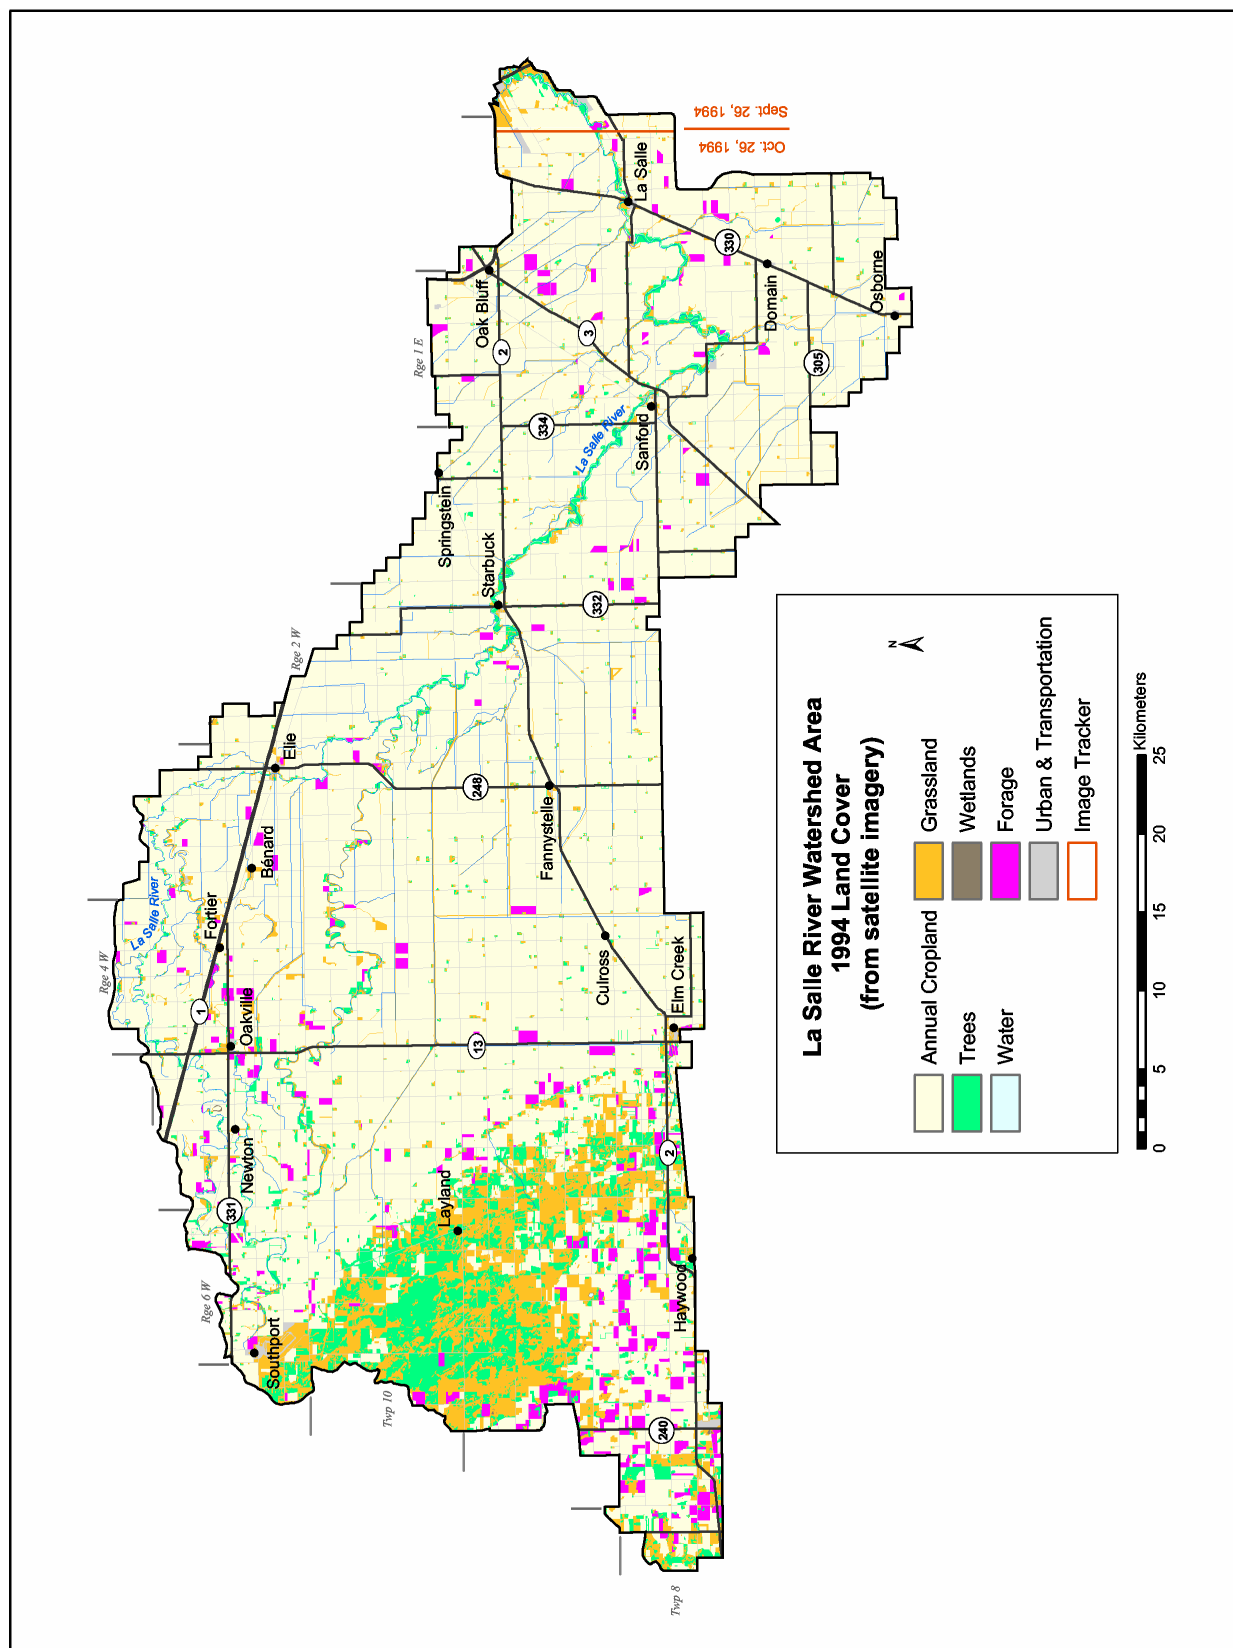 La Salle River Watershed Area
1994 Land Cover
(from satellite imagery)
N
Annual Cropland
Trees
Water
Grassland
Wetlands
Forage
Urban & Transportation
Image Tracker
0 5 10 15 20 25 Kilometers
Rge 6 W
Rge 4 W
Rge 2 W
Rge 1 E
Twp 10
Twp 8
Southport
331
Newton
1
Oakville
Fortier
La Salle River
Bénard
Elie
Layland
13
248
Fannystelle
Culross
Elm Creek
2
Haywood
240
Springstein
Starbuck
332
La Salle River
334
Sanford
Oak Bluff
2
3
La Salle
330
Domain
305
Osborne
Oct. 26, 1994
Sept. 26, 1994